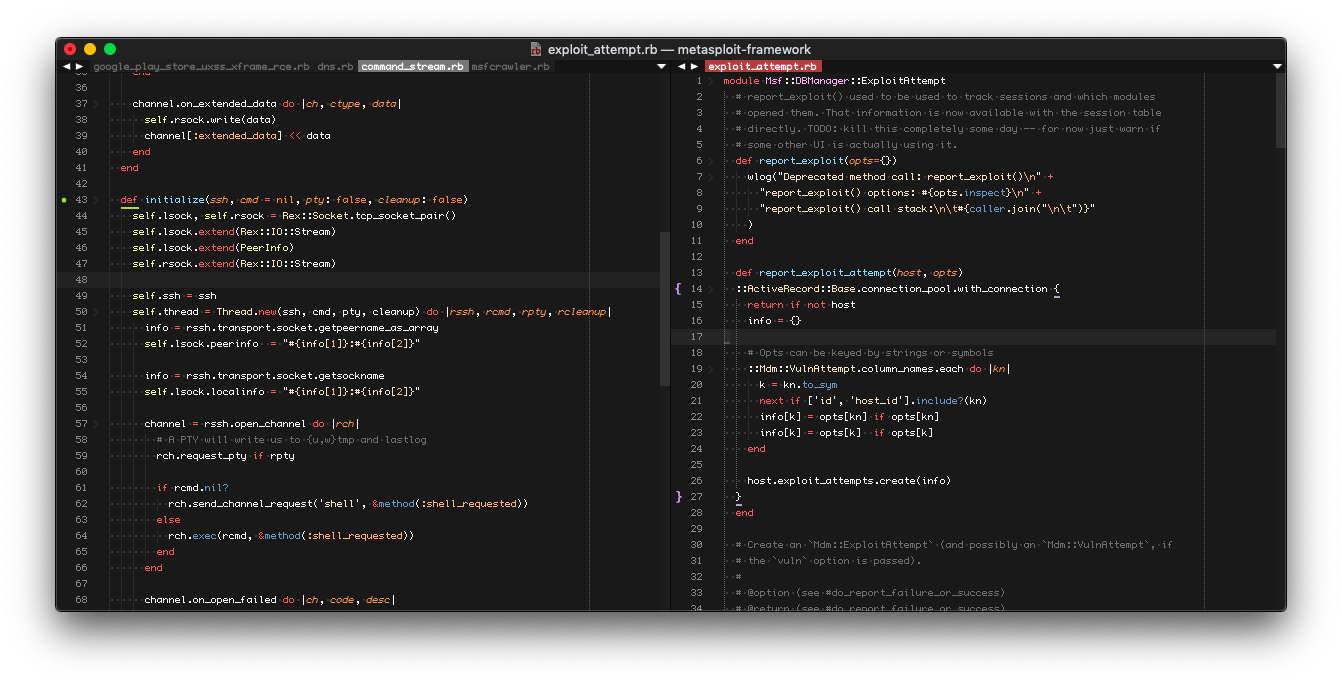 exploit_attempt.rb — metasploit-framework
google_play_store_uxss_xframe_rce.rb dns.rb command_stream.rb msfcrawler.rb
36
37 channel.on_extended_data do |ch, ctype, data|
38 self.rsock.write(data)
39 channel[:extended_data] << data
40 end
41 end
42
43 def initialize(ssh, cmd = nil, pty: false, cleanup: false)
44 self.lsock, self.rsock = Rex::Socket.tcp_socket_pair()
45 self.lsock.extend(Rex::IO::Stream)
46 self.lsock.extend(PeerInfo)
47 self.rsock.extend(Rex::IO::Stream)
48
49 self.ssh = ssh
50 self.thread = Thread.new(ssh, cmd, pty, cleanup) do |rssh, rcmd, rpty, rcleanup|
51 info = rssh.transport.socket.getpeername_as_array
52 self.lsock.peerinfo  = "#{info[1]}:#{info[2]}"
53
54 info = rssh.transport.socket.getsockname
55 self.lsock.localinfo = "#{info[1]}:#{info[2]}"
56
57 channel = rssh.open_channel do |rch|
58 # A PTY will write us to {u,w}tmp and lastlog
59 rch.request_pty if rpty
60
61 if rcmd.nil?
62 rch.send_channel_request('shell', &method(:shell_requested))
63 else
64 rch.exec(rcmd, &method(:shell_requested))
65 end
66 end
67
68 channel.on_open_failed do |ch, code, desc|
exploit_attempt.rb
1 module Msf::DBManager::ExploitAttempt
2 # report_exploit() used to be used to track sessions and which modules
3 # opened them. That information is now available with the session table
4 # directly. TODO: kill this completely some day -- for now just warn if
5 # some other UI is actually using it.
6 def report_exploit(opts={})
7 wlog("Deprecated method call: report_exploit()\n" +
8 "report_exploit() options: #{opts.inspect}\n" +
9 "report_exploit() call stack:\n\t#{caller.join("\n\t")}"
10 )
11 end
12
13 def report_exploit_attempt(host, opts)
{ 14 ::ActiveRecord::Base.connection_pool.with_connection {
15 return if not host
16 info = {}
17
18 # Opts can be keyed by strings or symbols
19 ::Mdm::VulnAttempt.column_names.each do |kn|
20 k = kn.to_sym
21 next if ['id', 'host_id'].include?(kn)
22 info[k] = opts[kn] if opts[kn]
23 info[k] = opts[k]  if opts[k]
24 end
25
26 host.exploit_attempts.create(info)
} 27 }
28 end
29
30 # Create an `Mdm::ExploitAttempt` (and possibly an `Mdm::VulnAttempt`, if
31 # the `vuln` option is passed).
32 #
33 # @option (see #do_report_failure_or_success)
34 # @return (see #do_report_failure_or_success)